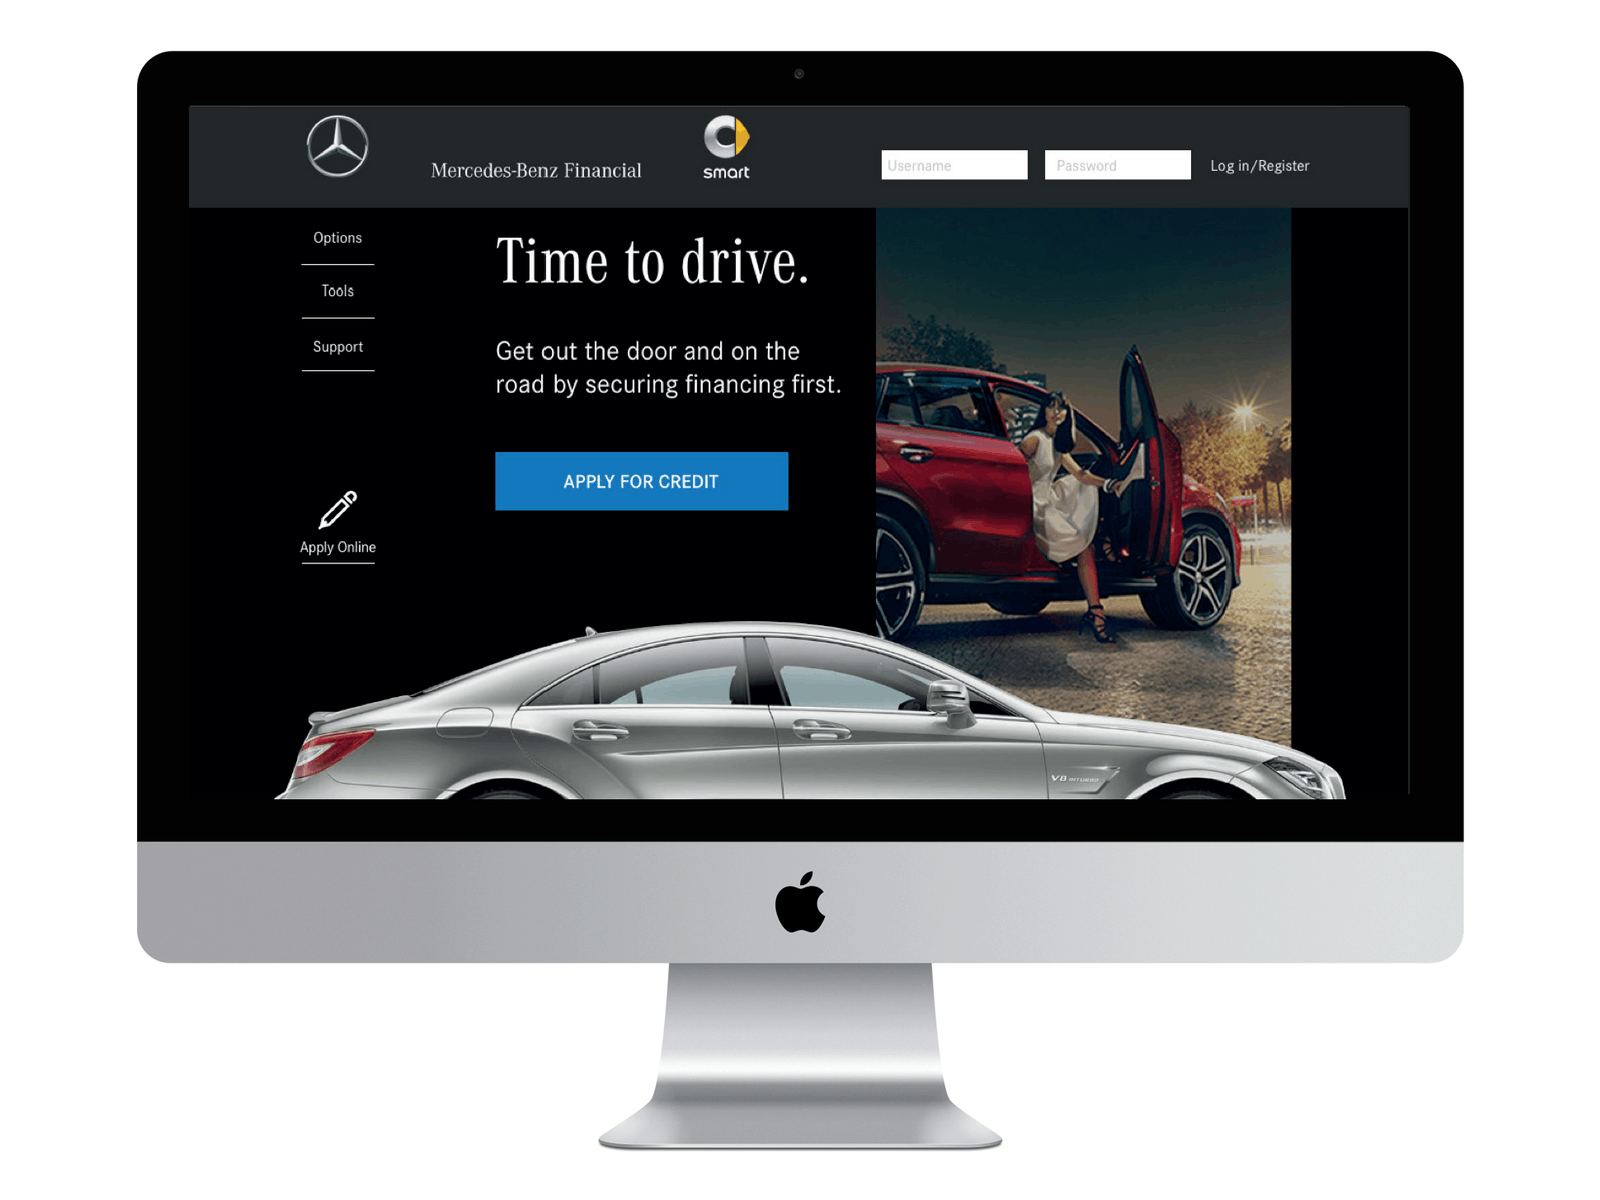 Mercedes-Benz Financial
smart
Username
Password
Log in/Register
Options
Tools
Support
Apply Online
Time to drive.
Get out the door and on the
road by securing financing first.
APPLY FOR CREDIT
V8 BITURBO